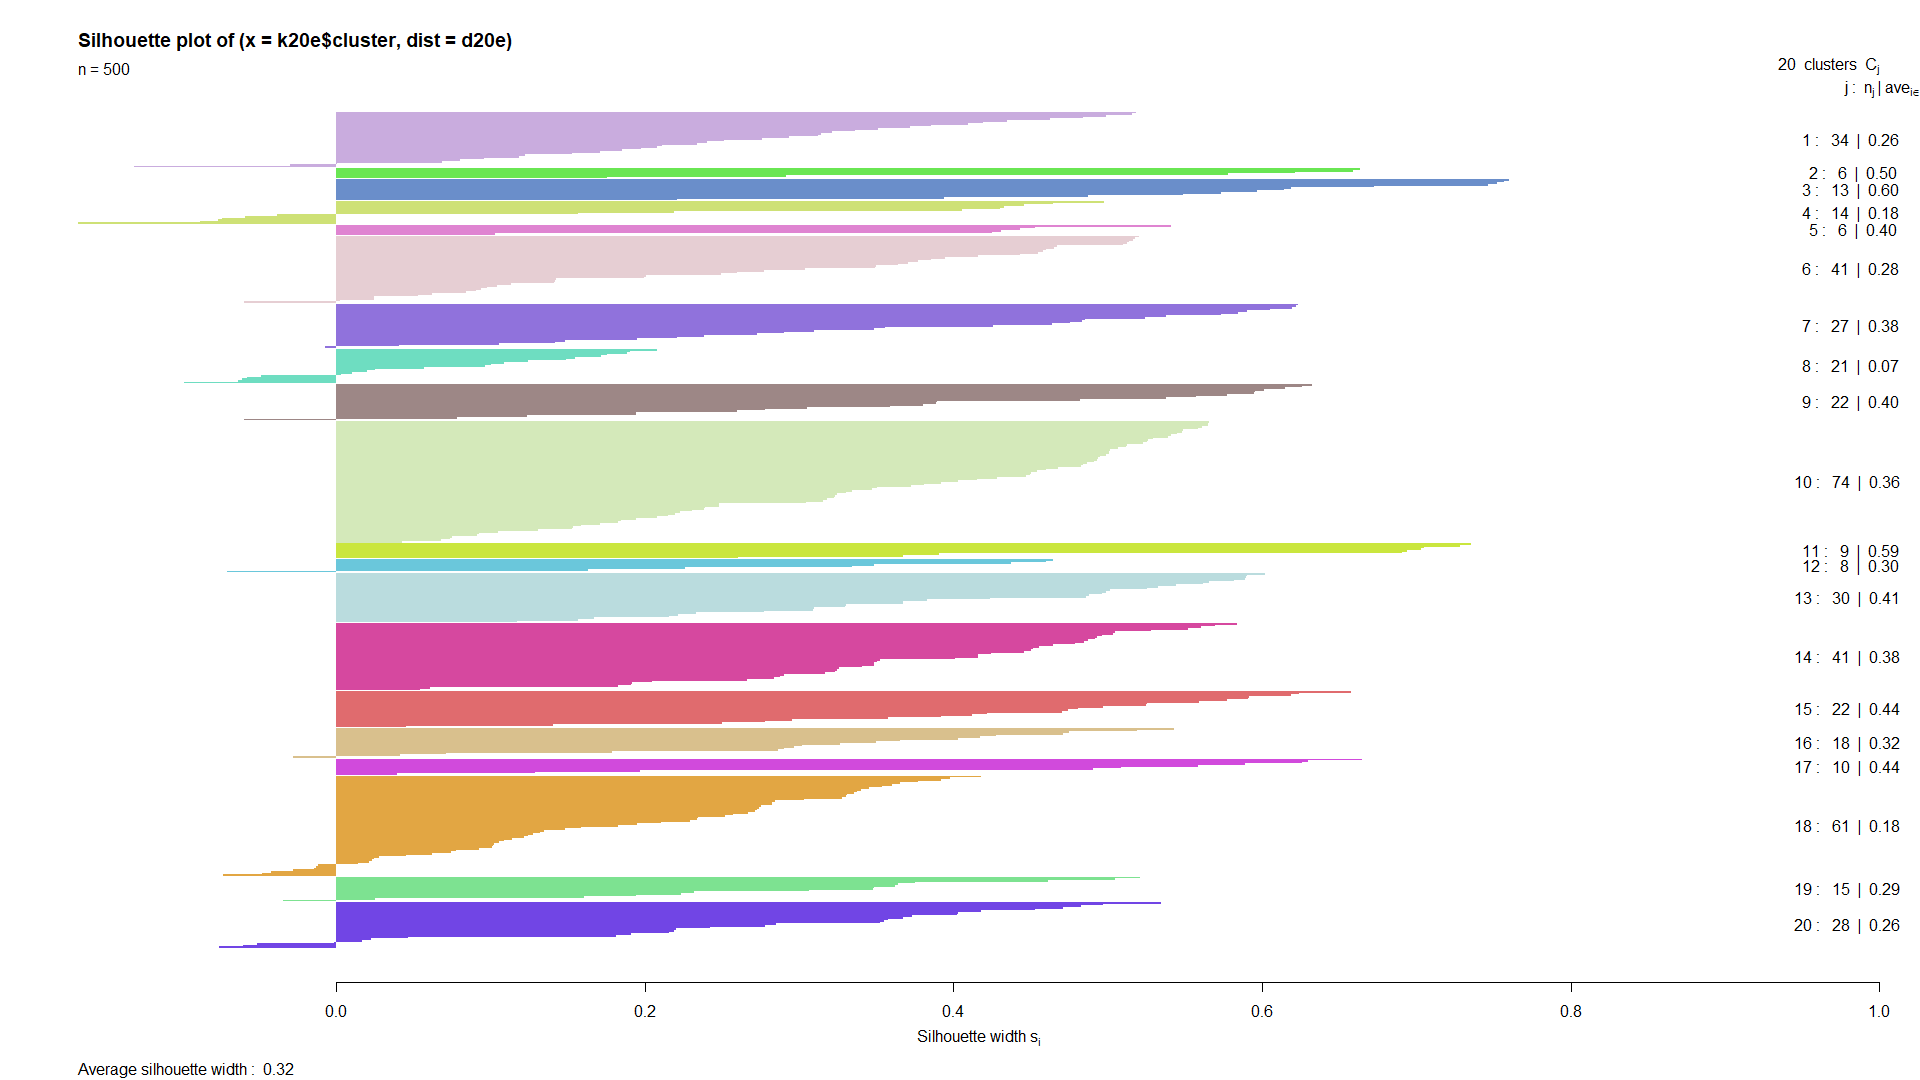 Silhouette plot of (x = k20e$cluster, dist = d20e)
n = 500
20 clusters Cj
j : nj | avei∈
1 : 34 | 0.26
2 : 6 | 0.50
3 : 13 | 0.60
4 : 14 | 0.18
5 : 6 | 0.40
6 : 41 | 0.28
7 : 27 | 0.38
8 : 21 | 0.07
9 : 22 | 0.40
10 : 74 | 0.36
11 : 9 | 0.59
12 : 8 | 0.30
13 : 30 | 0.41
14 : 41 | 0.38
15 : 22 | 0.44
16 : 18 | 0.32
17 : 10 | 0.44
18 : 61 | 0.18
19 : 15 | 0.29
20 : 28 | 0.26
0.0 0.2 0.4 0.6 0.8 1.0
Silhouette width si
Average silhouette width : 0.32